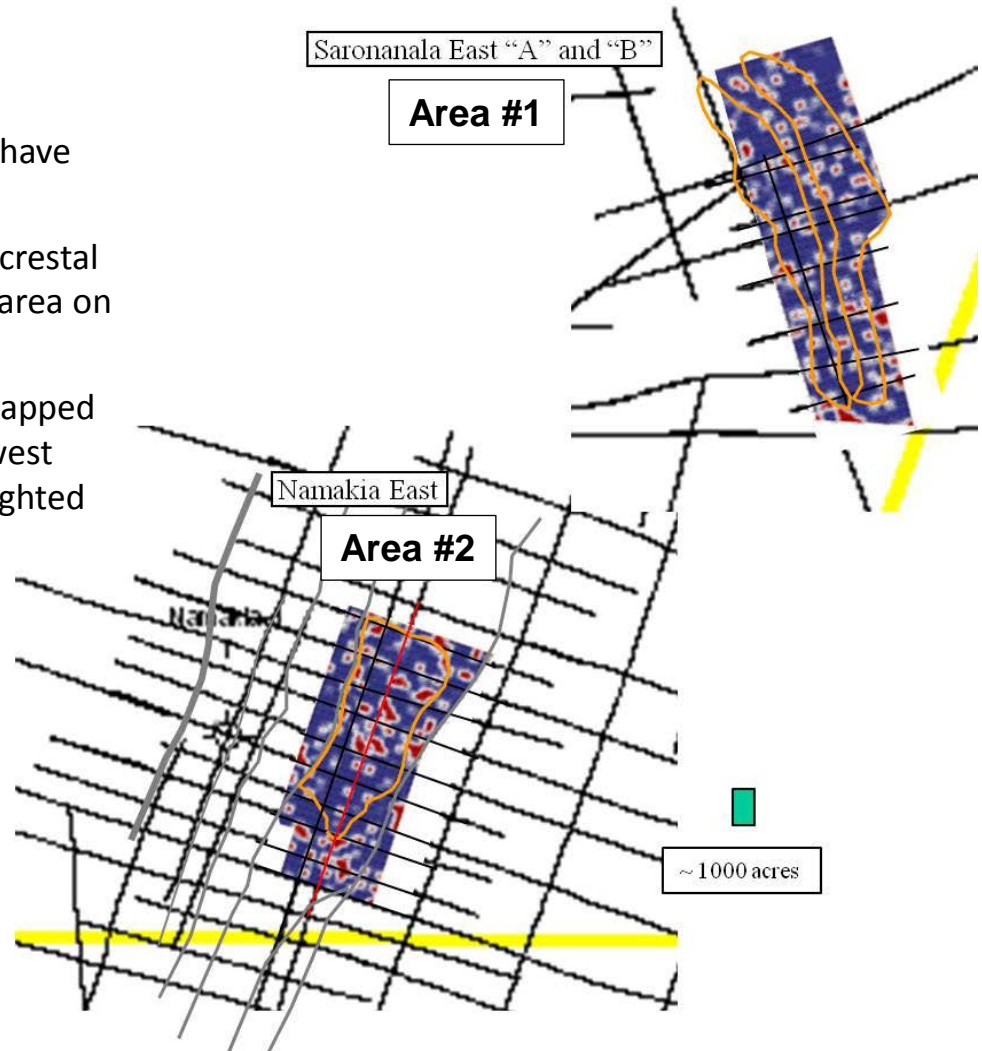 Saronanala East “A” and “B”
Area #1
have
crestal
area on
apped
vest
ghted
Namakia East
Area #2
~ 1000 acres